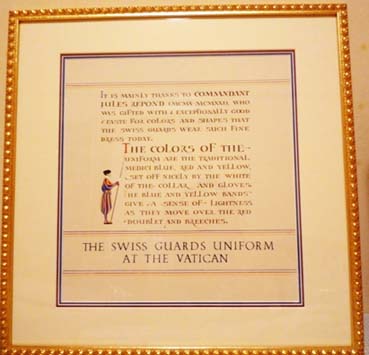 IT IS MAINLY THANKS TO COMMANDANT
JULES REPOND (MCMX-MCMXXI) WHO
WAS GIFTED WITH & EXCEPTIONALLY GOOD
TASTE FOR COLORS AND SHAPES THAT
THE SWISS GUARDS WEAR SUCH FINE
DRESS TODAY.
THE COLORS OF THE
UNIFORM ARE THE TRADITIONAL
MEDICI BLUE, RED AND YELLOW,
SET OFF NICELY BY THE WHITE
OF THE COLLAR AND GLOVES.
THE BLUE AND YELLOW BANDS
GIVE A SENSE OF LIGHTNESS
AS THEY MOVE OVER THE RED
DOUBLET AND BREECHES.
THE SWISS GUARDS UNIFORM
AT THE VATICAN